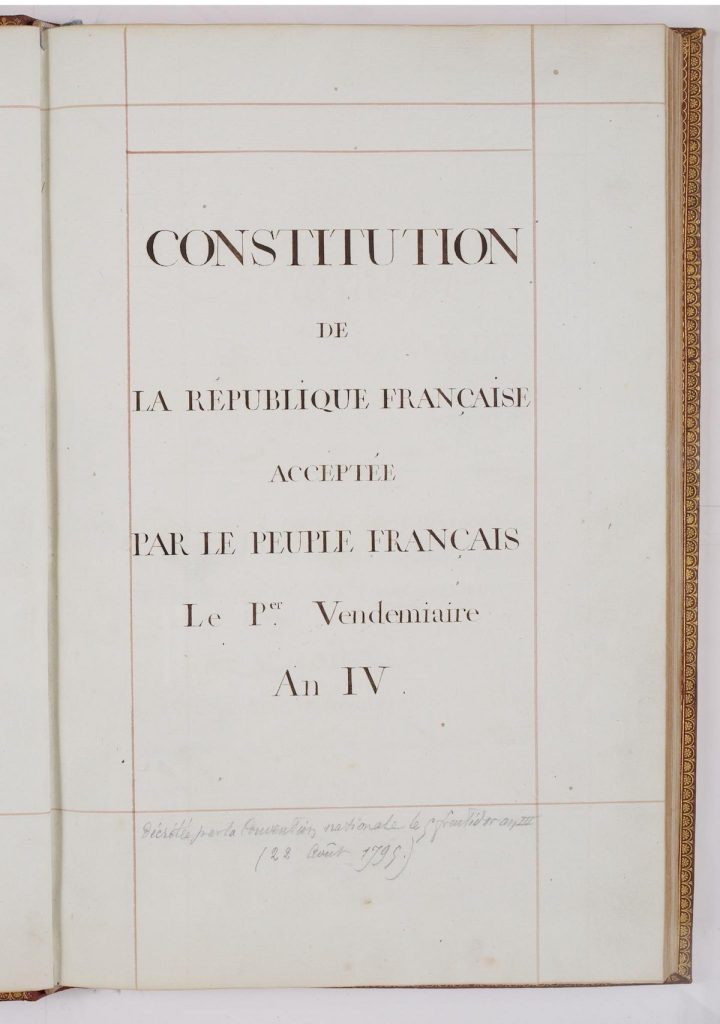 CONSTITUTION
DE
LA RÉPUBLIQUE FRANÇAISE
ACCEPTÉE
PAR LE PEUPLE FRANÇAIS
Le P.er Vendemiaire
An IV.
Décrétée par la Convention nationale le 5 fructidor an III
(22 Août 1795.)